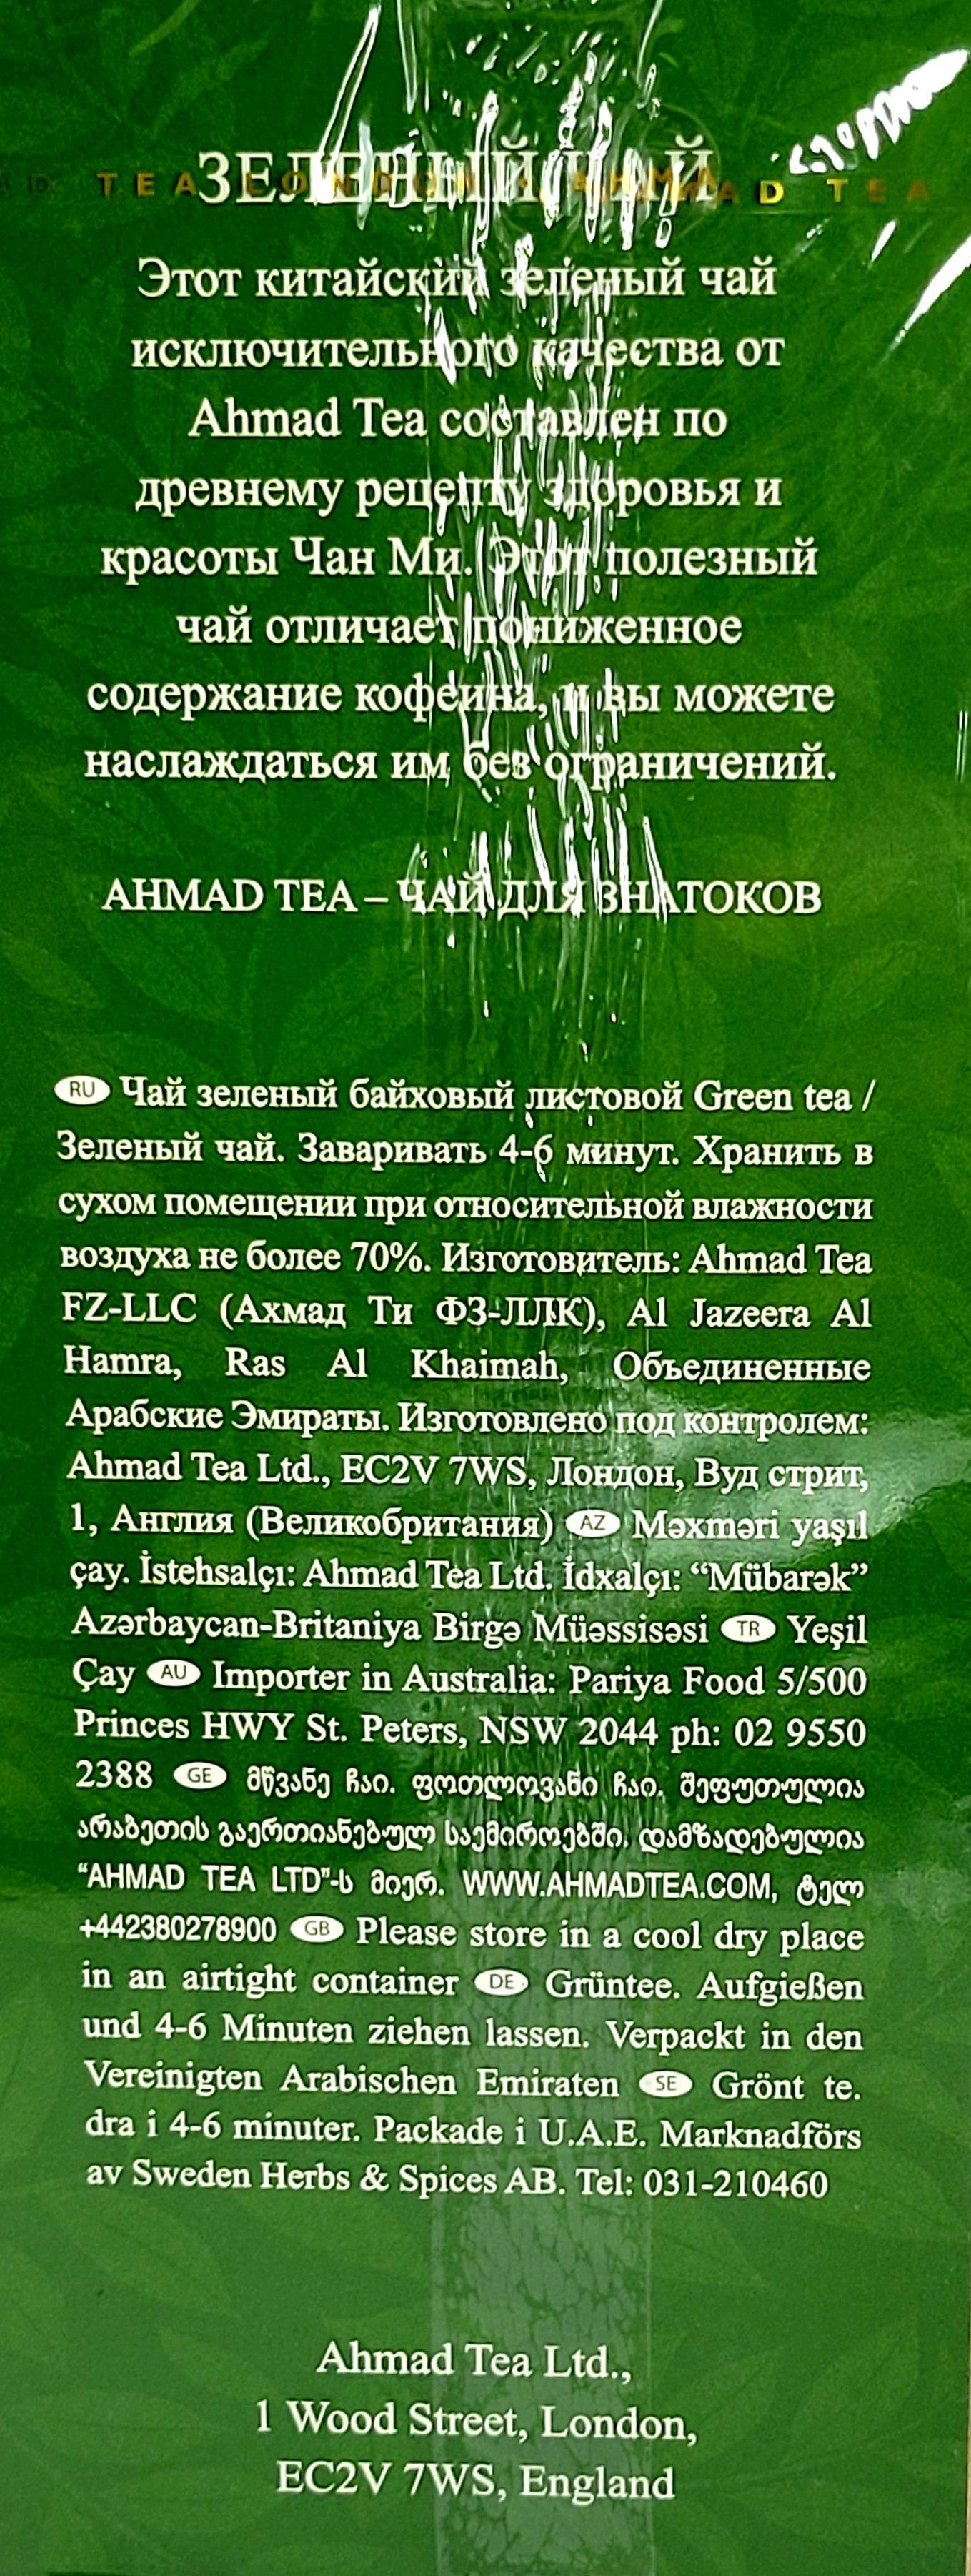 ЗЕЛЕНЫЙ ЧАЙ
Этот китайский зеленый чай
исключительного качества от
Ahmad Tea составлен по
древнему рецепту здоровья и
красоты Чан Ми. Этот полезный
чай отличает пониженное
содержание кофеина, и вы можете
наслаждаться им без ограничений.
AHMAD TEA – ЧАЙ ДЛЯ ЗНАТОКОВ
RU Чай зеленый байховый листовой Green tea /
Зеленый чай. Заваривать 4-6 минут. Хранить в
сухом помещении при относительной влажности
воздуха не более 70%. Изготовитель: Ahmad Tea
FZ-LLC (Ахмад Ти ФЗ-ЛЛК), Al Jazeera Al
Hamra, Ras Al Khaimah, Объединенные
Арабские Эмираты. Изготовлено под контролем:
Ahmad Tea Ltd., EC2V 7WS, Лондон, Вуд стрит,
1, Англия (Великобритания) AZ Məxməri yaşıl
çay. İstehsalçı: Ahmad Tea Ltd. İdxalçı: “Mübarək”
Azərbaycan-Britaniya Birgə Müəssisəsi TR Yeşil
Çay AU Importer in Australia: Pariya Food 5/500
Princes HWY St. Peters, NSW 2044 ph: 02 9550
2388 GE მწვანე ჩაი. ფოთლოვანი ჩაი. შეფუთულია
არაბეთის გაერთიანებულ საემიროებში. დამზადებულია
“AHMAD TEA LTD”-ს მიერ. WWW.AHMADTEA.COM, ტელ
+442380278900 GB Please store in a cool dry place
in an airtight container DE Grüntee. Aufgießen
und 4-6 Minuten ziehen lassen. Verpackt in den
Vereinigten Arabischen Emiraten SE Grönt te.
dra i 4-6 minuter. Packade i U.A.E. Marknadförs
av Sweden Herbs & Spices AB. Tel: 031-210460
Ahmad Tea Ltd.,
1 Wood Street, London,
EC2V 7WS, England